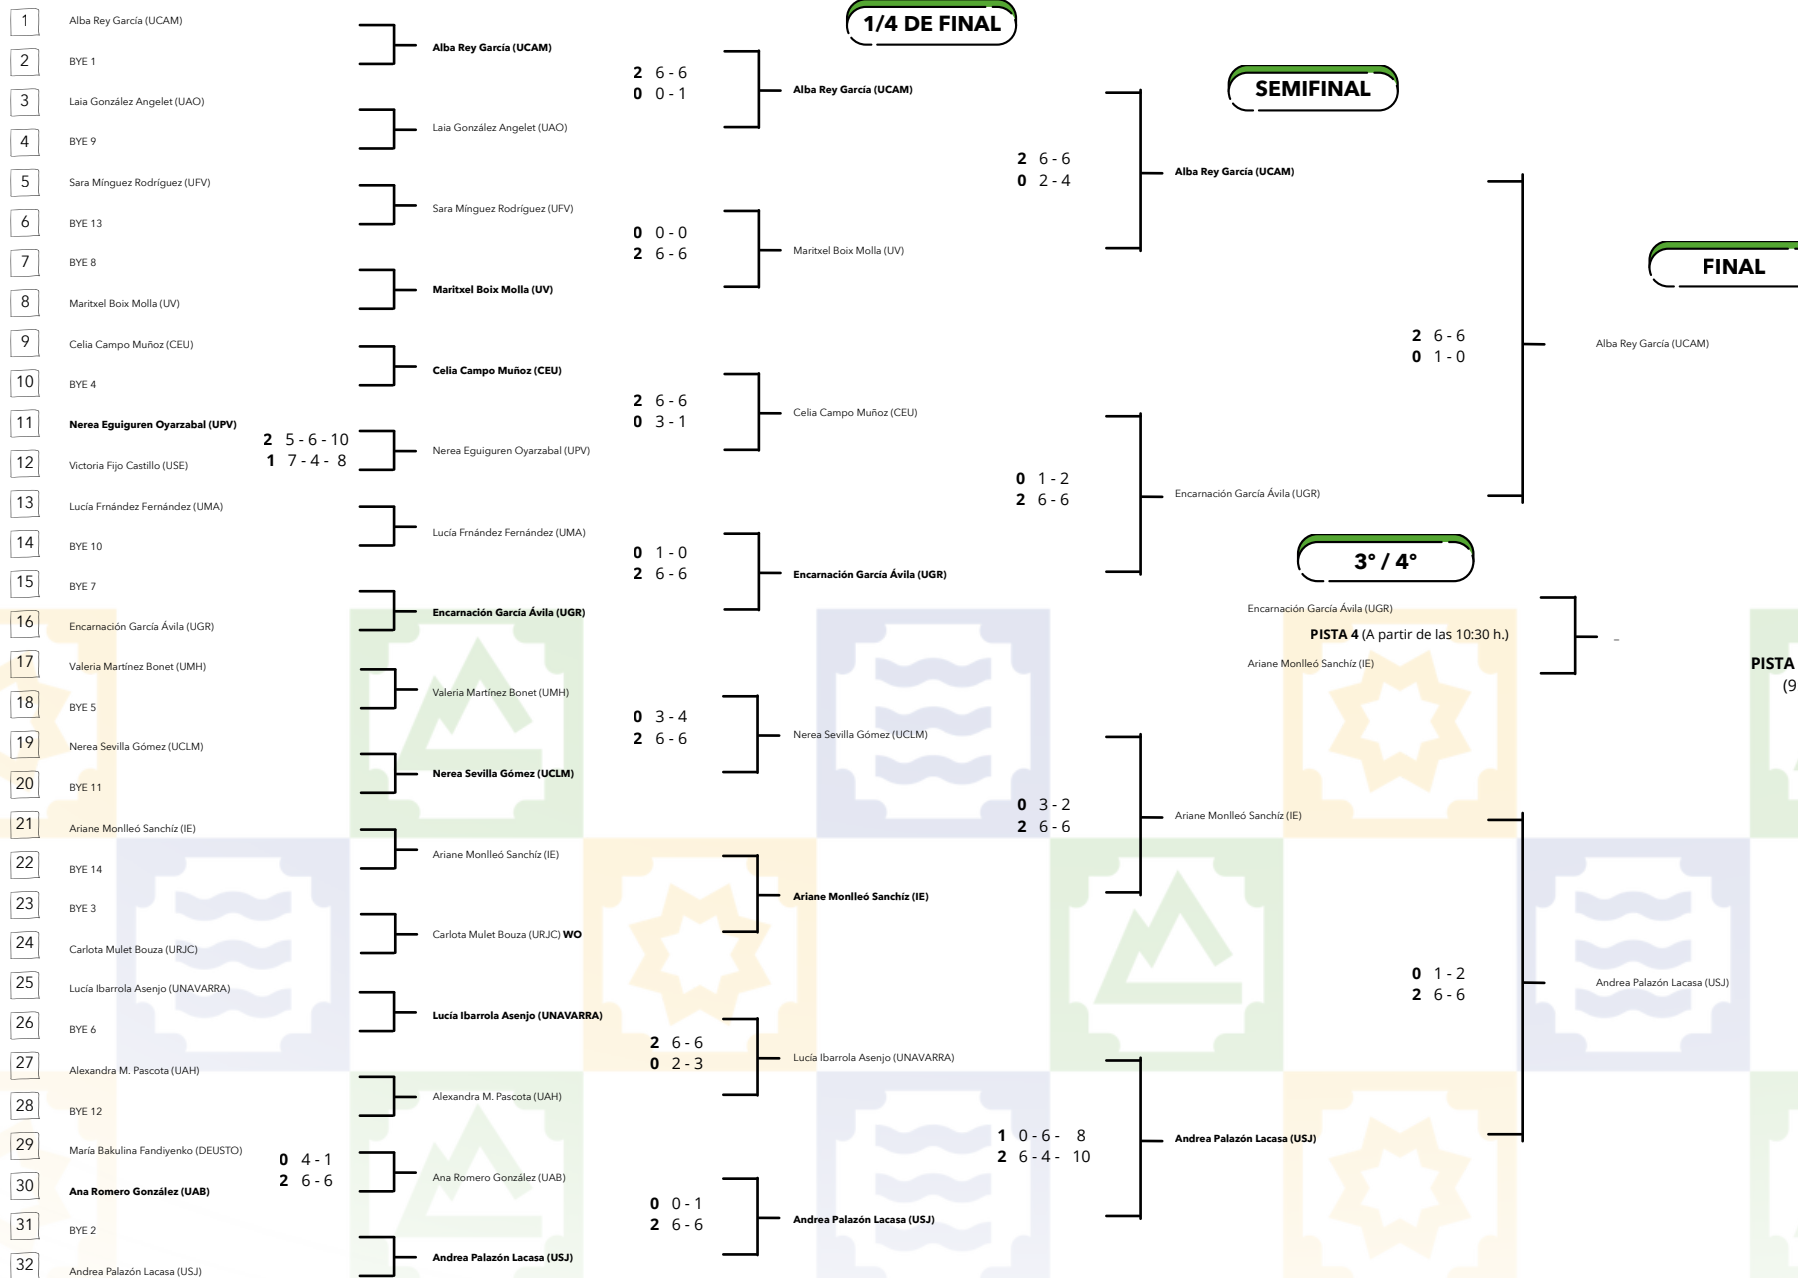 1 Alba Rey García (UCAM)
2 BYE 1
3 Laia González Angelet (UAO)
4 BYE 9
5 Sara Mínguez Rodríguez (UFV)
6 BYE 13
7 BYE 8
8 Maritxel Boix Molla (UV)
9 Celia Campo Muñoz (CEU)
10 BYE 4
11 Nerea Eguiguren Oyarzabal (UPV)
12 Victoria Fijo Castillo (USE)
13 Lucía Frnández Fernández (UMA)
14 BYE 10
15 BYE 7
16 Encarnación García Ávila (UGR)
17 Valeria Martínez Bonet (UMH)
18 BYE 5
19 Nerea Sevilla Gómez (UCLM)
20 BYE 11
21 Ariane Monlleó Sanchíz (IE)
22 BYE 14
23 BYE 3
24 Carlota Mulet Bouza (URJC)
25 Lucía Ibarrola Asenjo (UNAVARRA)
26 BYE 6
27 Alexandra M. Pascota (UAH)
28 BYE 12
29 María Bakulina Fandiyenko (DEUSTO)
30 Ana Romero González (UAB)
31 BYE 2
32 Andrea Palazón Lacasa (USJ)
2 5 - 6 - 10
1 7 - 4 - 8
0 4 - 1
2 6 - 6
Alba Rey García (UCAM)
Laia González Angelet (UAO)
Sara Mínguez Rodríguez (UFV)
Maritxel Boix Molla (UV)
Celia Campo Muñoz (CEU)
Nerea Eguiguren Oyarzabal (UPV)
Lucía Frnández Fernández (UMA)
Encarnación García Ávila (UGR)
Valeria Martínez Bonet (UMH)
Nerea Sevilla Gómez (UCLM)
Ariane Monlleó Sanchíz (IE)
Carlota Mulet Bouza (URJC) WO
Lucía Ibarrola Asenjo (UNAVARRA)
Alexandra M. Pascota (UAH)
Ana Romero González (UAB)
Andrea Palazón Lacasa (USJ)
2 6 - 6
0 0 - 1
0 0 - 0
2 6 - 6
2 6 - 6
0 3 - 1
0 1 - 0
2 6 - 6
0 3 - 4
2 6 - 6
2 6 - 6
0 2 - 3
0 0 - 1
2 6 - 6
1/4 DE FINAL
Alba Rey García (UCAM)
Maritxel Boix Molla (UV)
Celia Campo Muñoz (CEU)
Encarnación García Ávila (UGR)
Nerea Sevilla Gómez (UCLM)
Ariane Monlleó Sanchíz (IE)
Lucía Ibarrola Asenjo (UNAVARRA)
Andrea Palazón Lacasa (USJ)
2 6 - 6
0 2 - 4
0 1 - 2
2 6 - 6
0 3 - 2
2 6 - 6
1 0 - 6 - 8
2 6 - 4 - 10
SEMIFINAL
Alba Rey García (UCAM)
Encarnación García Ávila (UGR)
Ariane Monlleó Sanchíz (IE)
Andrea Palazón Lacasa (USJ)
2 6 - 6
0 1 - 0
0 1 - 2
2 6 - 6
3º / 4º
Encarnación García Ávila (UGR)
PISTA 4 (A partir de las 10:30 h.)
Ariane Monlleó Sanchíz (IE)
_
FINAL
Alba Rey García (UCAM)
PISTA
(9
Andrea Palazón Lacasa (USJ)